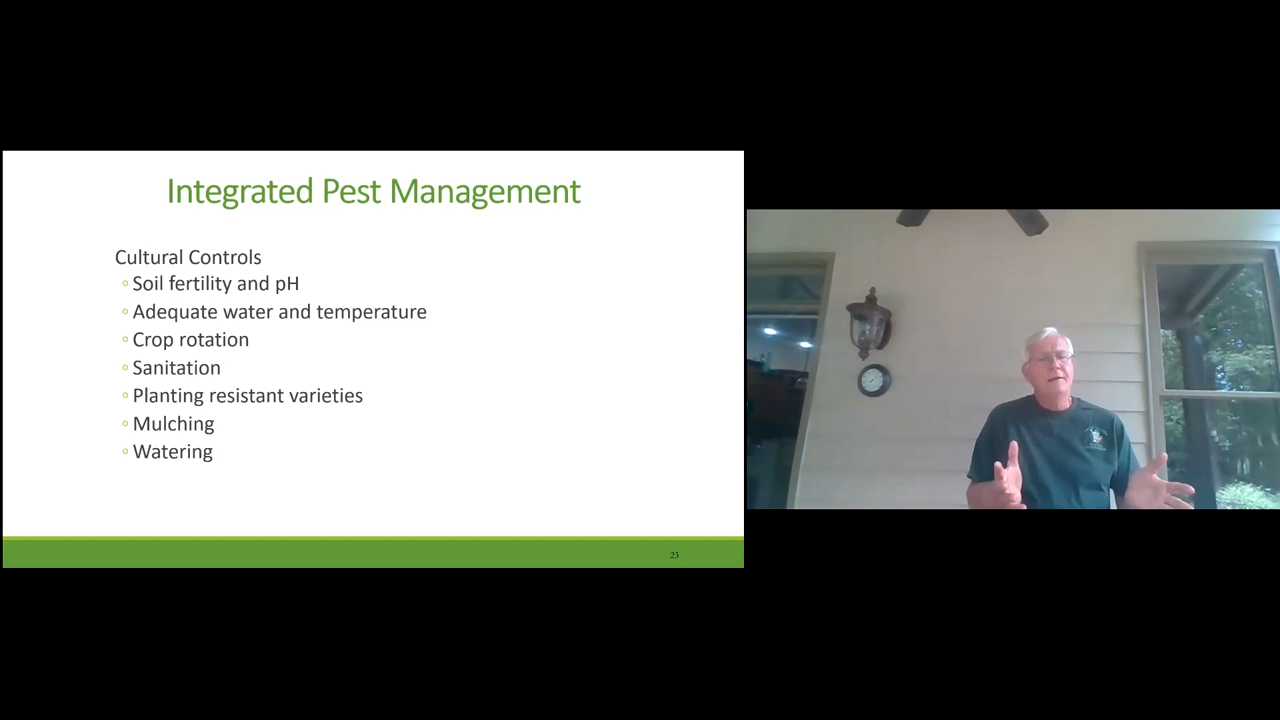 Integrated Pest Management
Cultural Controls
◦ Soil fertility and pH
◦ Adequate water and temperature
◦ Crop rotation
◦ Sanitation
◦ Planting resistant varieties
◦ Mulching
◦ Watering
23